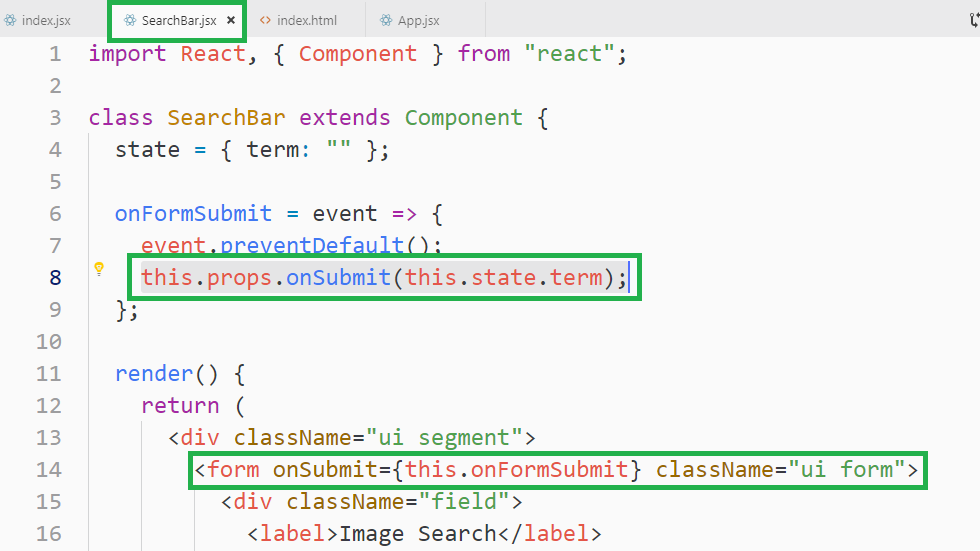 index.jsx SearchBar.jsx × <> index.html App.jsx
1 import React, { Component } from "react";
2
3 class SearchBar extends Component {
4 state = { term: "" };
5
6 onFormSubmit = event => {
7 event.preventDefault();
8 this.props.onSubmit(this.state.term);
9 };
10
11 render() {
12 return (
13 <div className="ui segment">
14 <form onSubmit={this.onFormSubmit} className="ui form">
15 <div className="field">
16 <label>Image Search</label>